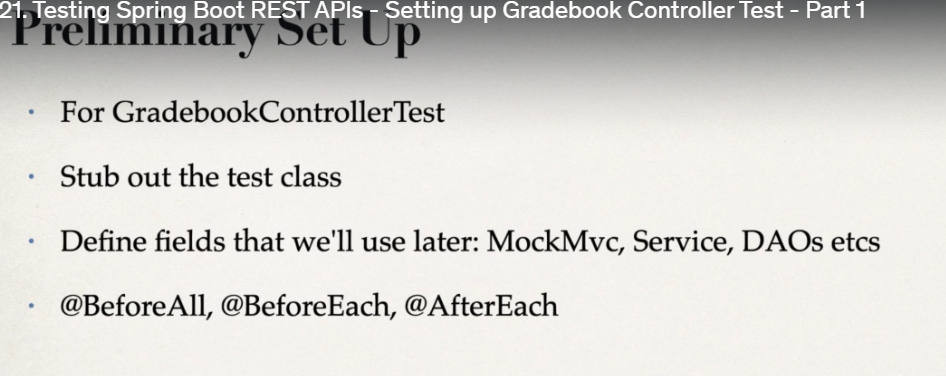 21. Testing Spring Boot REST APIs - Setting up Gradebook Controller Test - Part 1
Preliminary Set Up
· For GradebookControllerTest
· Stub out the test class
· Define fields that we'll use later: MockMvc, Service, DAOs etcs
· @BeforeAll, @BeforeEach, @AfterEach